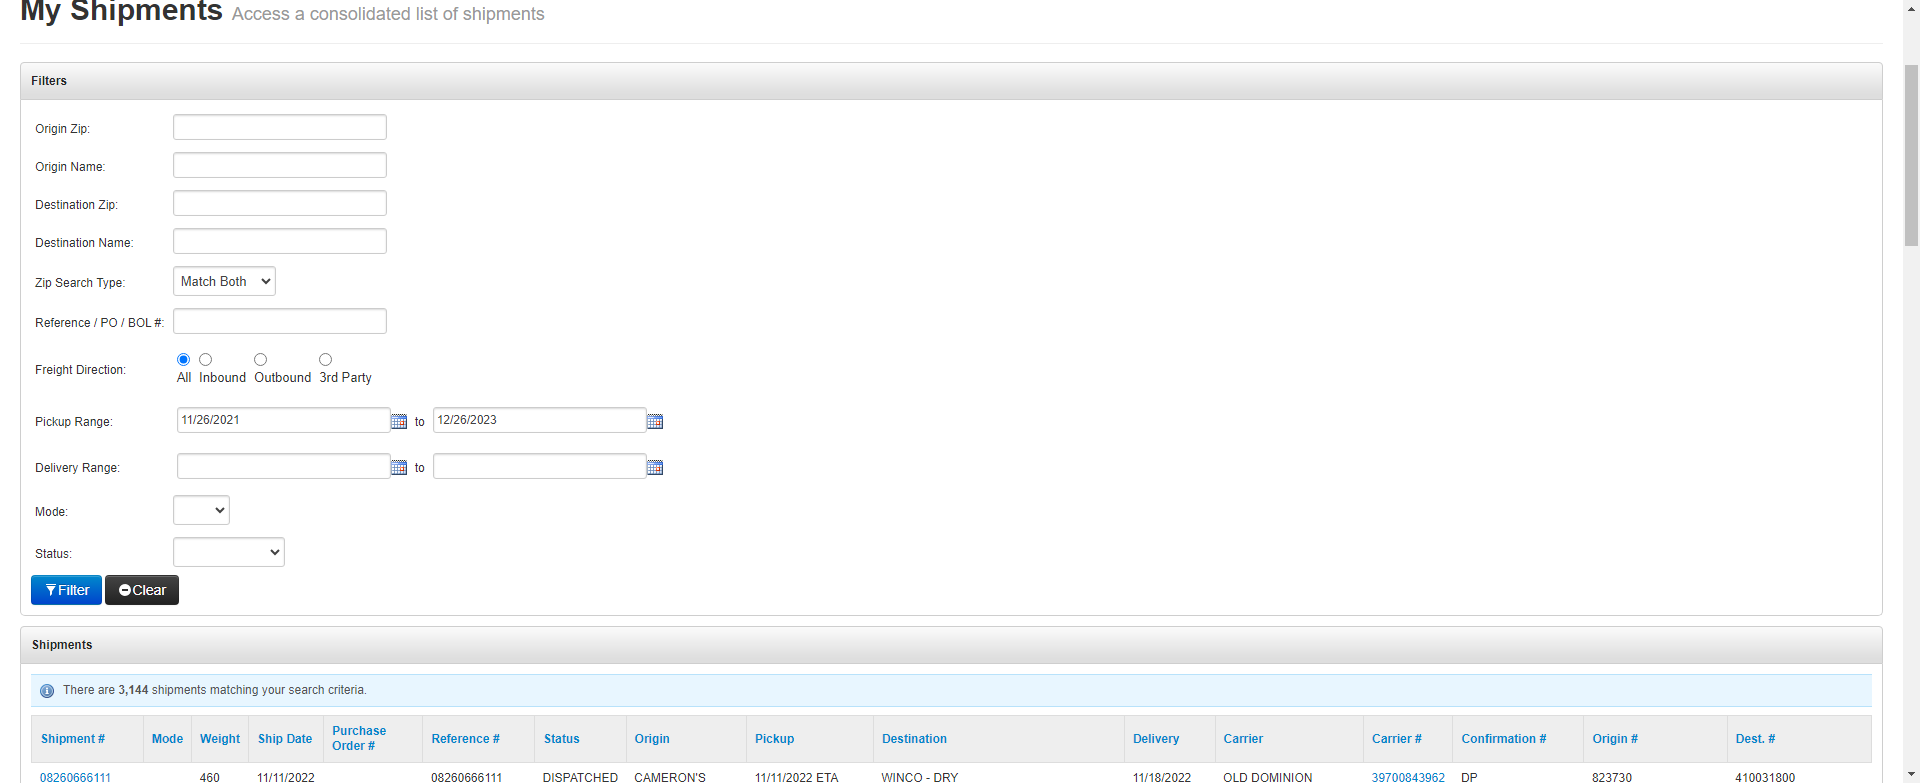 My Shipments Access a consolidated list of shipments
Filters
Origin Zip:
Origin Name:
Destination Zip:
Destination Name:
Zip Search Type: Match Both
Reference / PO / BOL #:
Freight Direction: All Inbound Outbound 3rd Party
Pickup Range: 11/26/2021 to 12/26/2023
Delivery Range: to
Mode:
Status:
Filter Clear
Shipments
There are 3,144 shipments matching your search criteria.
Shipment # Mode Weight Ship Date Purchase Order # Reference # Status Origin Pickup Destination Delivery Carrier Carrier # Confirmation # Origin # Dest. #
08260666111 460 11/11/2022 08260666111 DISPATCHED CAMERON'S 11/11/2022 ETA WINCO - DRY 11/18/2022 OLD DOMINION 39700843962 DP 823730 410031800